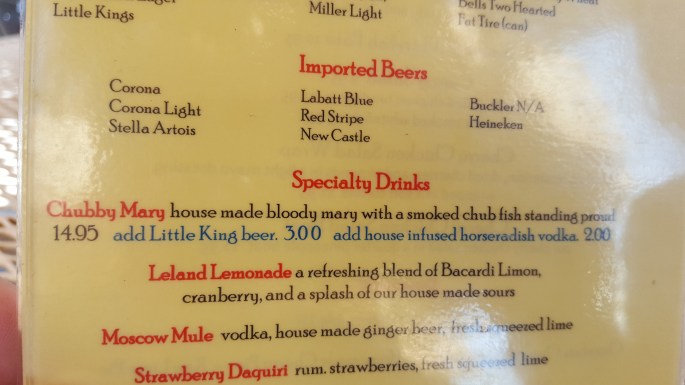 Little Kings
Miller Light
Bells Two Hearted
Fat Tire (can)
Imported Beers
Corona
Corona Light
Stella Artois
Labatt Blue
Red Stripe
New Castle
Buckler N/A
Heineken
Specialty Drinks
Chubby Mary house made bloody mary with a smoked chub fish standing proud
14.95 add Little King beer. 3.00 add house infused horseradish vodka. 2.00
Leland Lemonade a refreshing blend of Bacardi Limon,
cranberry, and a splash of our house made sours
Moscow Mule vodka, house made ginger beer, fresh squeezed lime
Strawberry Daquiri rum. strawberries, fresh squeezed lime